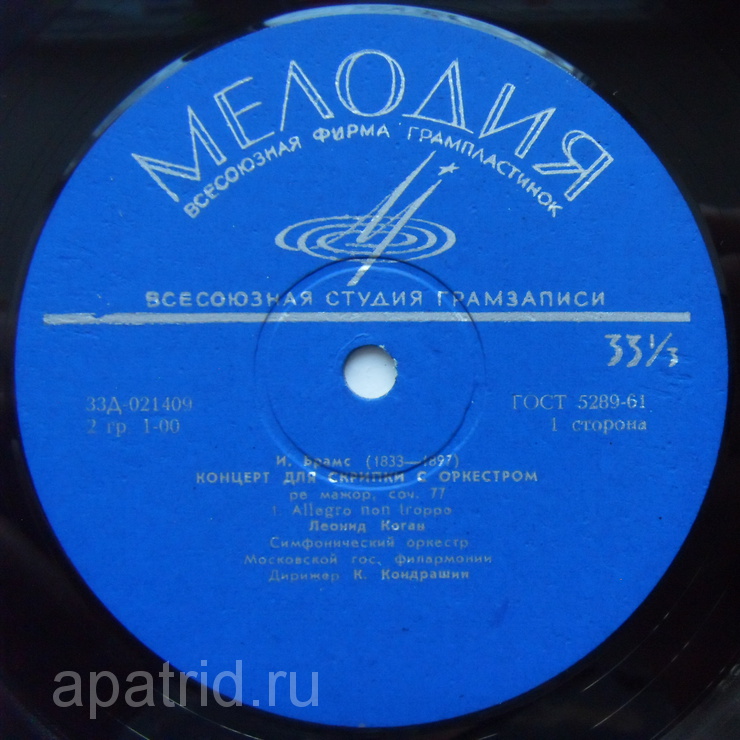 МЕЛОДИЯ
ВСЕСОЮЗНАЯ ФИРМА ГРАМПЛАСТИНОК
ВСЕСОЮЗНАЯ СТУДИЯ ГРАМЗАПИСИ
33⅓
33Д-021409
2 гр 1-00
ГОСТ 5289-61
1 сторона
И. Брамс (1833—1897)
КОНЦЕРТ ДЛЯ СКРИПКИ С ОРКЕСТРОМ
ре мажор, соч. 77
1. Allegro non troppo
Леонид Коган
Симфонический оркестр
Московской гос. филармонии
Дирижер К. Кондрашин
apatrid.ru